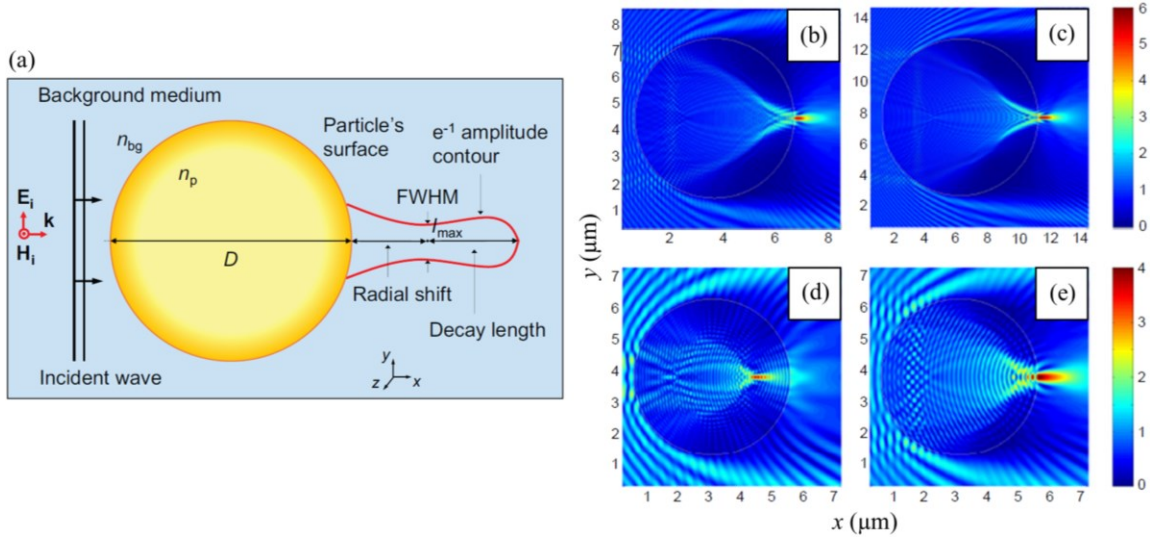 (a)
Background medium
n_bg
n_p
Particle's
surface
e⁻¹ amplitude
contour
FWHM
I_max
E_i
k
H_i
D
Radial shift
Decay length
Incident wave
y
z
x
(b)
8
7
6
5
4
3
2
1
2
4
6
8
(c)
14
12
10
8
6
4
2
2
4
6
8
10
12
14
6
5
4
3
2
1
0
y (μm)
(d)
7
6
5
4
3
2
1
1
2
3
4
5
6
7
(e)
7
6
5
4
3
2
1
1
2
3
4
5
6
7
4
3
2
1
0
x (μm)